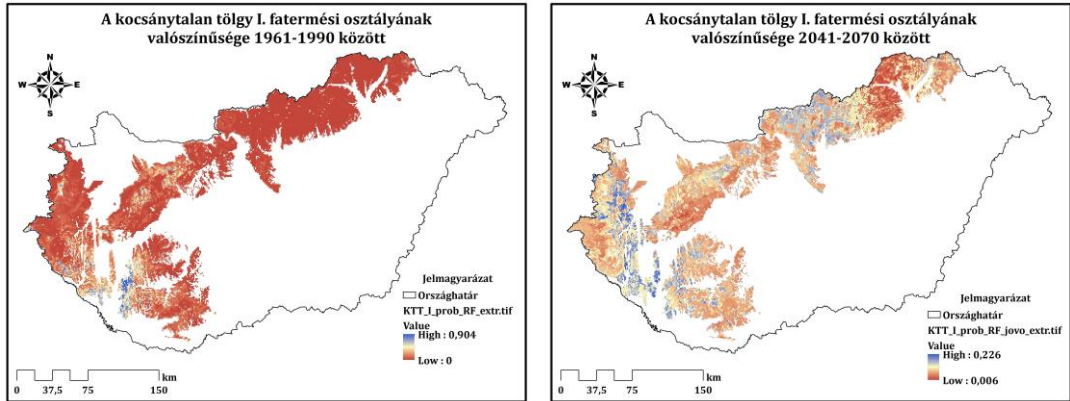 A kocsánytalan tölgy I. fatermési osztályának
valószínűsége 1961-1990 között
N
W
E
S
Jelmagyarázat
Országhatár
KTT_I_prob_RF_extr.tif
Value
High : 0,904
Low : 0
km
0 37,5 75 150
A kocsánytalan tölgy I. fatermési osztályának
valószínűsége 2041-2070 között
N
W
E
S
Jelmagyarázat
Országhatár
KTT_I_prob_RF_jovo_extr.tif
Value
High : 0,226
Low : 0,006
km
0 37,5 75 150